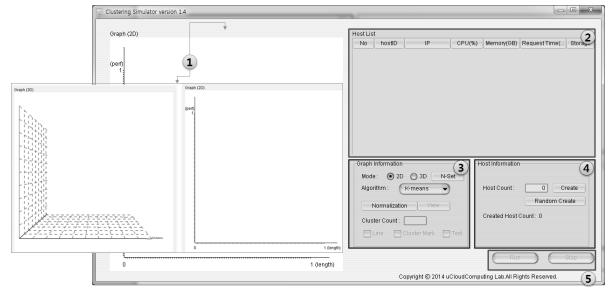 Clustering Simulator version 1.4
Graph (2D)
(perf)
1
0
1 (length)
1
Graph (3D)
Graph (2D)
(perf)
1
0
1 (length)
Host List
2
No hostID IP CPU(%) Memory(GB) Request Time(... Storage
Graph Information
3
Mode : 2D 3D N-Set
Algorithm : K-means
Normalization View
Cluster Count :
Line Cluster Mark Text
Host Information
4
Host Count : 0 Create
Random Create
Created Host Count : 0
Run Stop
5
Copyright © 2014 uCloudComputing Lab.All Rights Reserved.